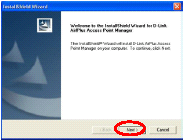 InstallShield Wizard
Welcome to the InstallShield Wizard for D-Link
AirPlus Access Point Manager
The InstallShield® Wizard will install D-Link AirPlus Access
Point Manager on your computer. To continue, click Next.
Next >
Cancel